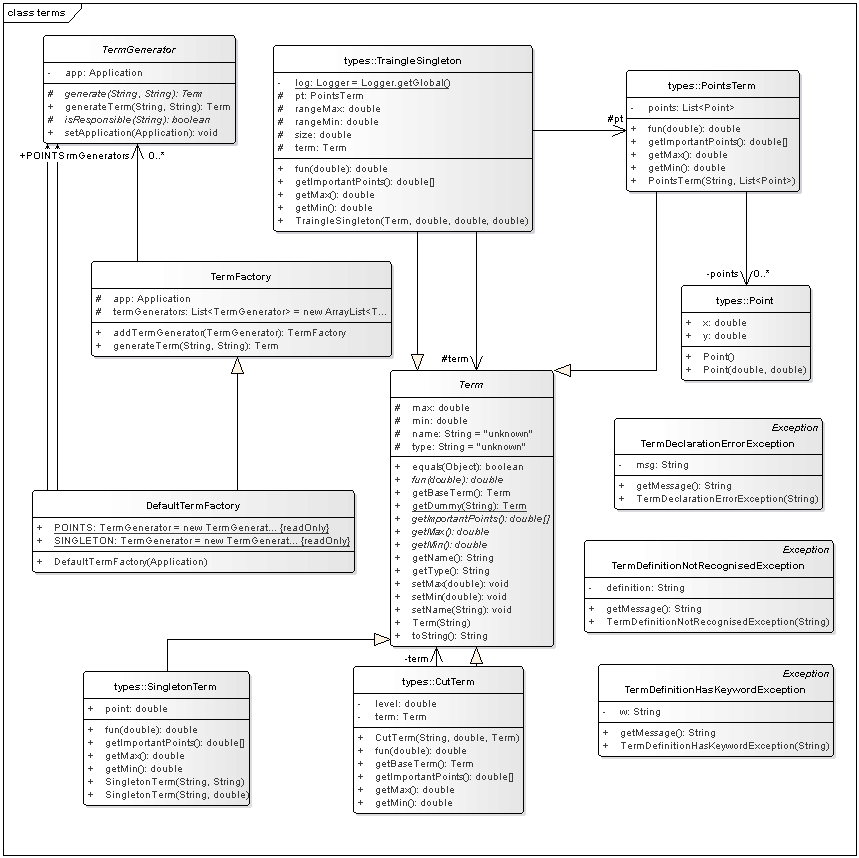 class terms
TermGenerator
- app: Application
# generate(String, String): Term
+ generateTerm(String, String): Term
# isResponsible(String): boolean
+ setApplication(Application): void
types::TraingleSingleton
- log: Logger = Logger.getGlobal()
# pt: PointsTerm
# rangeMax: double
# rangeMin: double
# size: double
# term: Term
+ fun(double): double
+ getImportantPoints(): double[]
+ getMax(): double
+ getMin(): double
+ TraingleSingleton(Term, double, double, double)
#pt
types::PointsTerm
- points: List<Point>
+ fun(double): double
+ getImportantPoints(): double[]
+ getMax(): double
+ getMin(): double
+ PointsTerm(String, List<Point>)
+POINTSrmGenerators 0..*
TermFactory
# app: Application
# termGenerators: List<TermGenerator> = new ArrayList<T...
+ addTermGenerator(TermGenerator): TermFactory
+ generateTerm(String, String): Term
-points 0..*
types::Point
+ x: double
+ y: double
+ Point()
+ Point(double, double)
#term
Term
# max: double
# min: double
# name: String = "unknown"
# type: String = "unknown"
+ equals(Object): boolean
+ fun(double): double
+ getBaseTerm(): Term
+ getDummy(String): Term
+ getImportantPoints(): double[]
+ getMax(): double
+ getMin(): double
+ getName(): String
+ getType(): String
+ setMax(double): void
+ setMin(double): void
+ setName(String): void
+ Term(String)
+ toString(): String
Exception
TermDeclarationErrorException
- msg: String
+ getMessage(): String
+ TermDeclarationErrorException(String)
DefaultTermFactory
+ POINTS: TermGenerator = new TermGenerat... {readOnly}
+ SINGLETON: TermGenerator = new TermGenerat... {readOnly}
+ DefaultTermFactory(Application)
Exception
TermDefinitionNotRecognisedException
- definition: String
+ getMessage(): String
+ TermDefinitionNotRecognisedException(String)
-term
types::SingletonTerm
+ point: double
+ fun(double): double
+ getImportantPoints(): double[]
+ getMax(): double
+ getMin(): double
+ SingletonTerm(String, String)
+ SingletonTerm(String, double)
types::CutTerm
- level: double
- term: Term
+ CutTerm(String, double, Term)
+ fun(double): double
+ getBaseTerm(): Term
+ getImportantPoints(): double[]
+ getMax(): double
+ getMin(): double
Exception
TermDefinitionHasKeywordException
- w: String
+ getMessage(): String
+ TermDefinitionHasKeywordException(String)